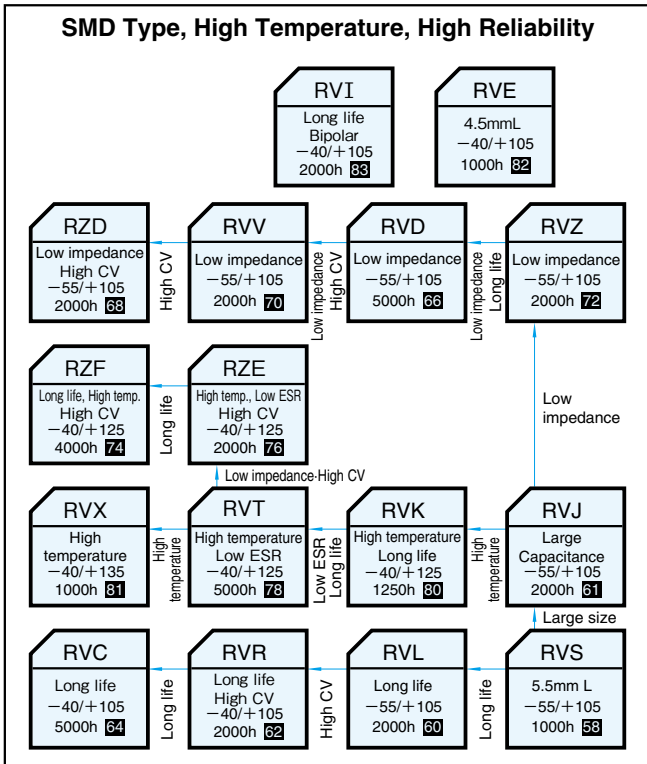 SMD Type, High Temperature, High Reliability
RVI
Long life
Bipolar
−40/+105
2000h 83
RVE
4.5mmL
−40/+105
1000h 82
RZD
Low impedance
High CV
−55/+105
2000h 68
High CV
RVV
Low impedance
−55/+105
2000h 70
Low impedance
High CV
RVD
Low impedance
−55/+105
5000h 66
Low impedance
Long life
RVZ
Low impedance
−55/+105
2000h 72
RZF
Long life, High temp.
High CV
−40/+125
4000h 74
Long life
RZE
High temp., Low ESR
High CV
−40/+125
2000h 76
Low
impedance
Low impedance·High CV
RVX
High
temperature
−40/+135
1000h 81
High
temperature
RVT
High temperature
Low ESR
−40/+125
5000h 78
Low ESR
Long life
RVK
High temperature
Long life
−40/+125
1250h 80
High
temperature
RVJ
Large
Capacitance
−55/+105
2000h 61
Large size
RVC
Long life
−40/+105
5000h 64
Long life
RVR
Long life
High CV
−40/+105
2000h 62
High CV
RVL
Long life
−55/+105
2000h 60
Long life
RVS
5.5mm L
−55/+105
1000h 58